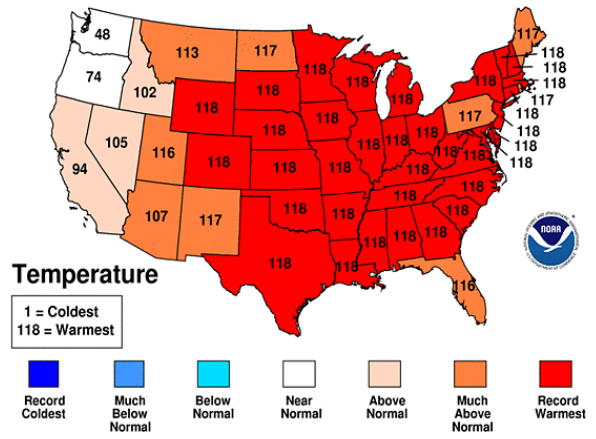 48
117
113
117
118
118
118
74
118
118
118
102
118
118
117
118
118
117
118
118
118
118
105
118
118
118
116
118
118
118
94
118
118
118
118
118
118
118
118
118
107
117
118
118
118
118
118
116
NOAA
Temperature
1 = Coldest
118 = Warmest
Record
Coldest
Much
Below
Normal
Below
Normal
Near
Normal
Above
Normal
Much
Above
Normal
Record
Warmest